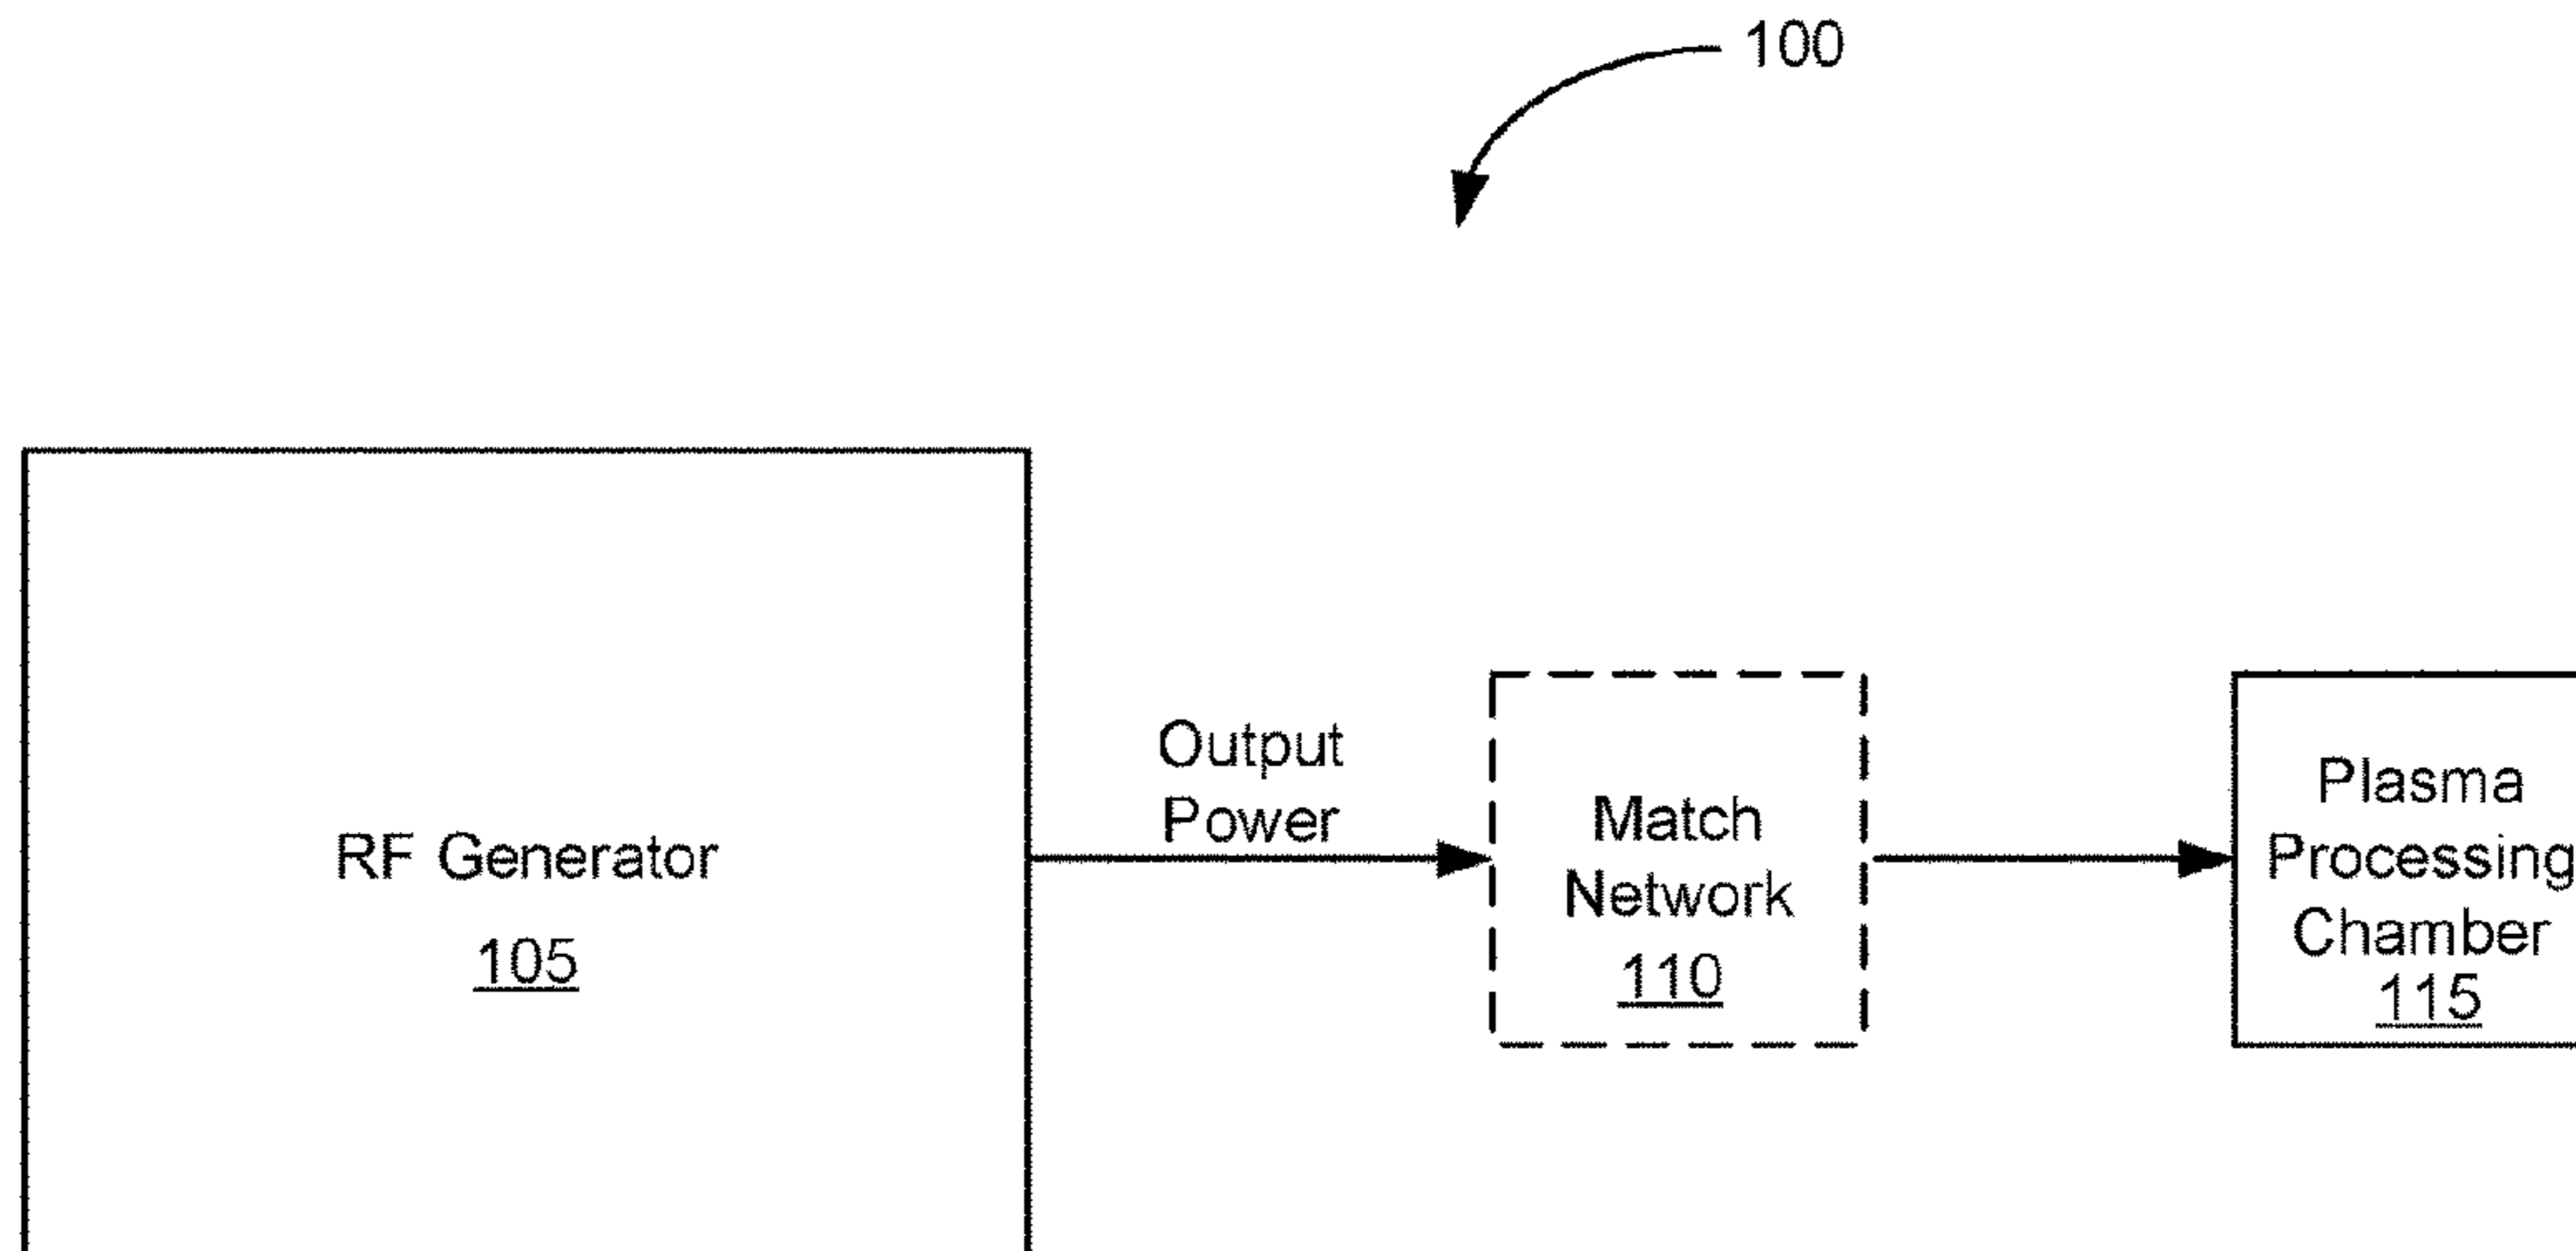 100
RF Generator
105
Output
Power
Match
Network
110
Plasma
Processing
Chamber
115